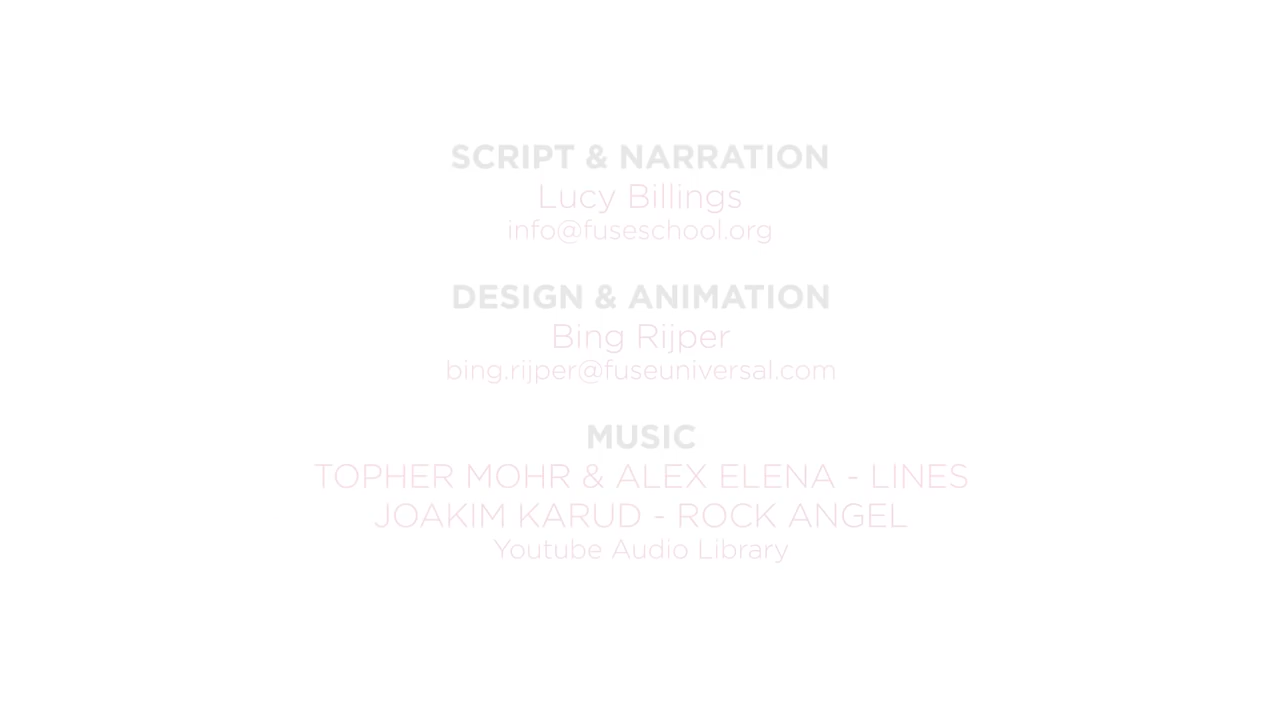 SCRIPT & NARRATION
Lucy Billings
info@fuseschool.org
DESIGN & ANIMATION
Bing Rijper
bing.rijper@fuseuniversal.com
MUSIC
TOPHER MOHR & ALEX ELENA - LINES
JOAKIM KARUD - ROCK ANGEL
Youtube Audio Library